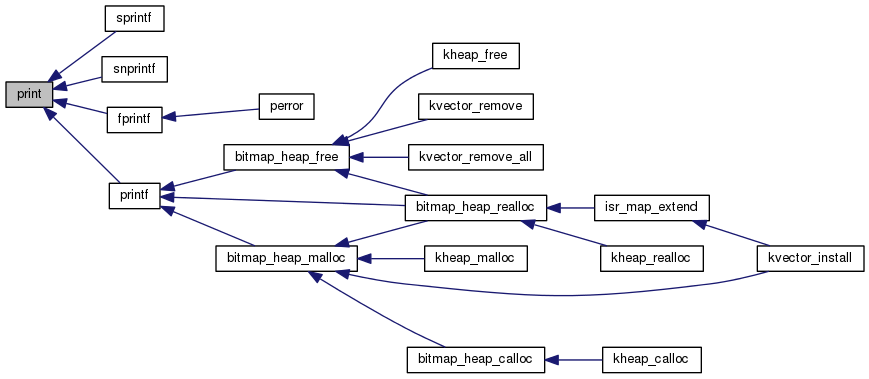 print
sprintf
snprintf
fprintf
printf
perror
bitmap_heap_free
bitmap_heap_malloc
kheap_free
kvector_remove
kvector_remove_all
bitmap_heap_realloc
kheap_malloc
bitmap_heap_calloc
isr_map_extend
kheap_realloc
kheap_calloc
kvector_install